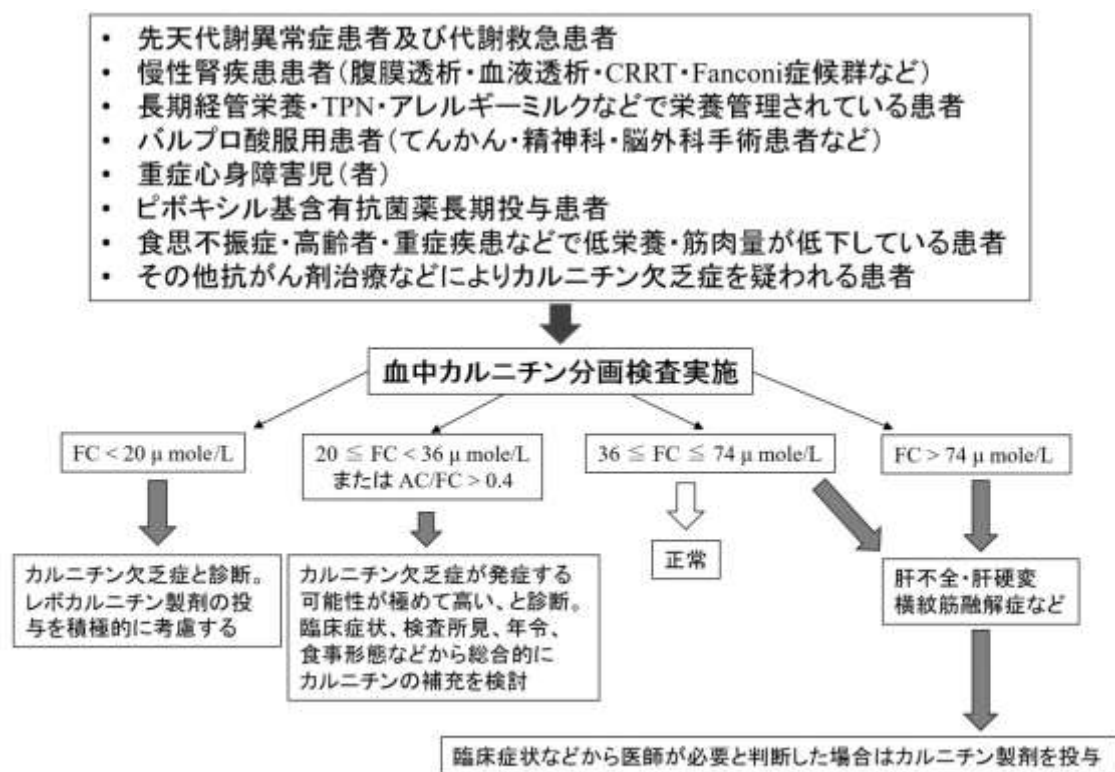 • 先天代謝異常症患者及び代謝救急患者
• 慢性腎疾患患者(腹膜透析・血液透析・CRRT・Fanconi症候群など)
• 長期経管栄養・TPN・アレルギーミルクなどで栄養管理されている患者
• バルプロ酸服用患者(てんかん・精神科・脳外科手術患者など)
• 重症心身障害児(者)
• ピボキシル基含有抗菌薬長期投与患者
• 食思不振症・高齢者・重症疾患などで低栄養・筋肉量が低下している患者
• その他抗がん剤治療などによりカルニチン欠乏症を疑われる患者
血中カルニチン分画検査実施
FC < 20 μ mole/L
20 ≦ FC < 36 μ mole/L
または AC/FC > 0.4
36 ≦ FC ≦ 74 μ mole/L
FC > 74 μ mole/L
カルニチン欠乏症と診断。
レボカルニチン製剤の投
与を積極的に考慮する
カルニチン欠乏症が発症する
可能性が極めて高い、と診断。
臨床症状、検査所見、年令、
食事形態などから総合的に
カルニチンの補充を検討
正常
肝不全・肝硬変
横紋筋融解症など
臨床症状などから医師が必要と判断した場合はカルニチン製剤を投与